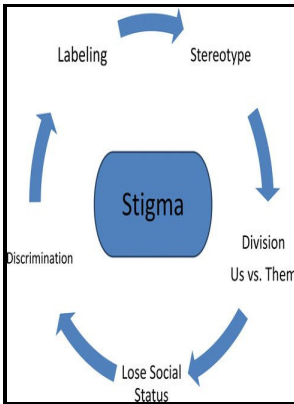 Labeling
Stereotype
Stigma
Division
Us vs. Them
Discrimination
Lose Social
Status